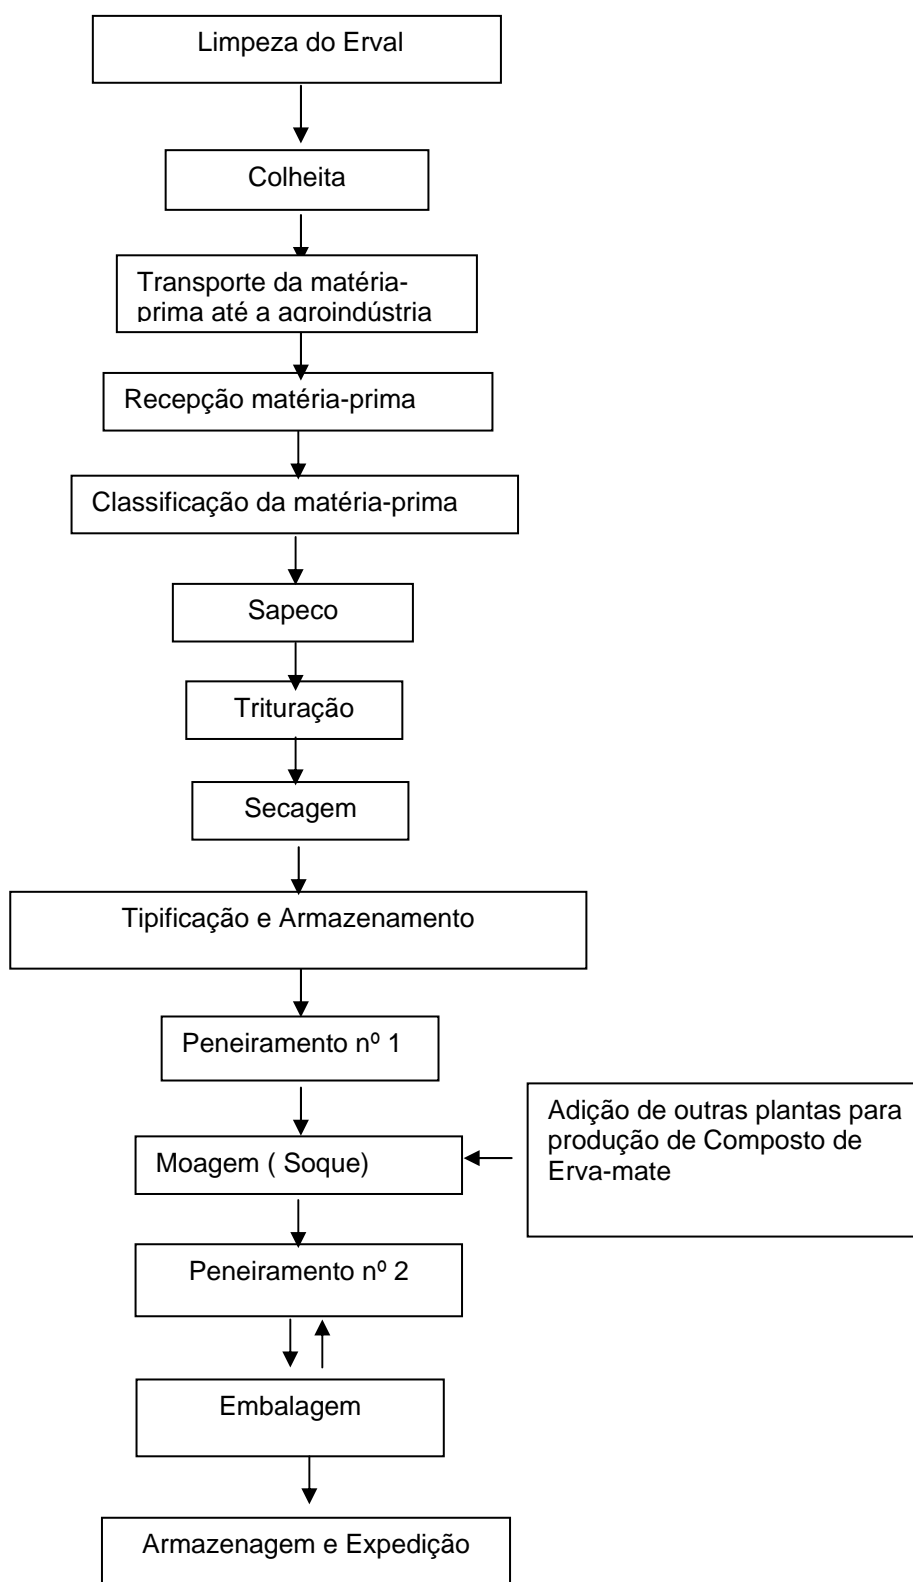 Limpeza do Erval
Colheita
Transporte da matéria-
prima até a agroindústria
Recepção matéria-prima
Classificação da matéria-prima
Sapeco
Trituração
Secagem
Tipificação e Armazenamento
Peneiramento nº 1
Adição de outras plantas para
produção de Composto de
Erva-mate
Moagem ( Soque)
Peneiramento nº 2
Embalagem
Armazenagem e Expedição